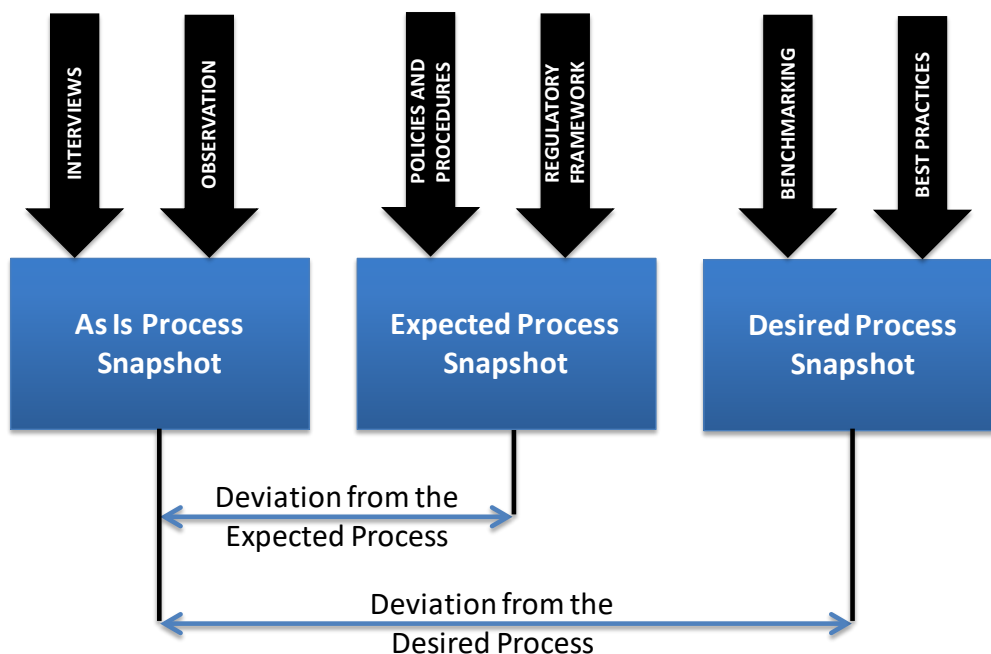 INTERVIEWS
OBSERVATION
POLICIES AND
PROCEDURES
REGULATORY
FRAMEWORK
BENCHMARKING
BEST PRACTICES
As Is Process
Snapshot
Expected Process
Snapshot
Desired Process
Snapshot
Deviation from the
Expected Process
Deviation from the
Desired Process